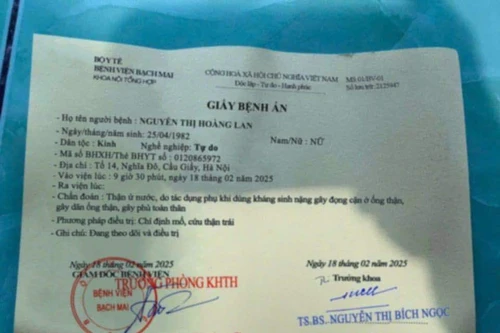 BỘ Y TẾ
BỆNH VIỆN BẠCH MAI
KHOA NỘI TỔNG HỢP
CỘNG HOÀ XÃ HỘI CHỦ NGHĨA VIỆT NAM
Độc lập - Tự do - Hạnh phúc
MS:01/BV-01
Số lưu trữ: 2125447
GIẤY BỆNH ÁN
- Họ tên người bệnh : NGUYỄN THỊ HOÀNG LAN
- Ngày/tháng/năm sinh: 25/04/1982
- Dân tộc : Kinh Nghề nghiệp: Tự do Nam/Nữ : NỮ
- Mã số BHXH/Thẻ BHYT số : 0120865972
- Địa chỉ : Tổ 14, Nghĩa Đô, Cầu Giấy, Hà Nội
- Vào viện lúc : 9 giờ 30 phút, ngày 18 tháng 02 năm 2025
- Ra viện lúc:
- Chẩn đoán : Thận ứ nước, do tác dụng phụ khi dùng kháng sinh nặng gây đọng cặn ở ống thận,
gây dãn ống thận, gây phù toàn thân
- Phương pháp điều trị: Chỉ định mổ, cứu thận trái
- Ghi chú: Đang theo dõi và điều trị
Ngày 18 tháng 02 năm 2025
GIÁM ĐỐC BỆNH VIỆN
TRƯỞNG PHÒNG KHTH
BỆNH VIỆN
BẠCH MAI
Ngày 18 tháng 02 năm 2025
Trưởng khoa
TS.BS. NGUYỄN THỊ BÍCH NGỌC